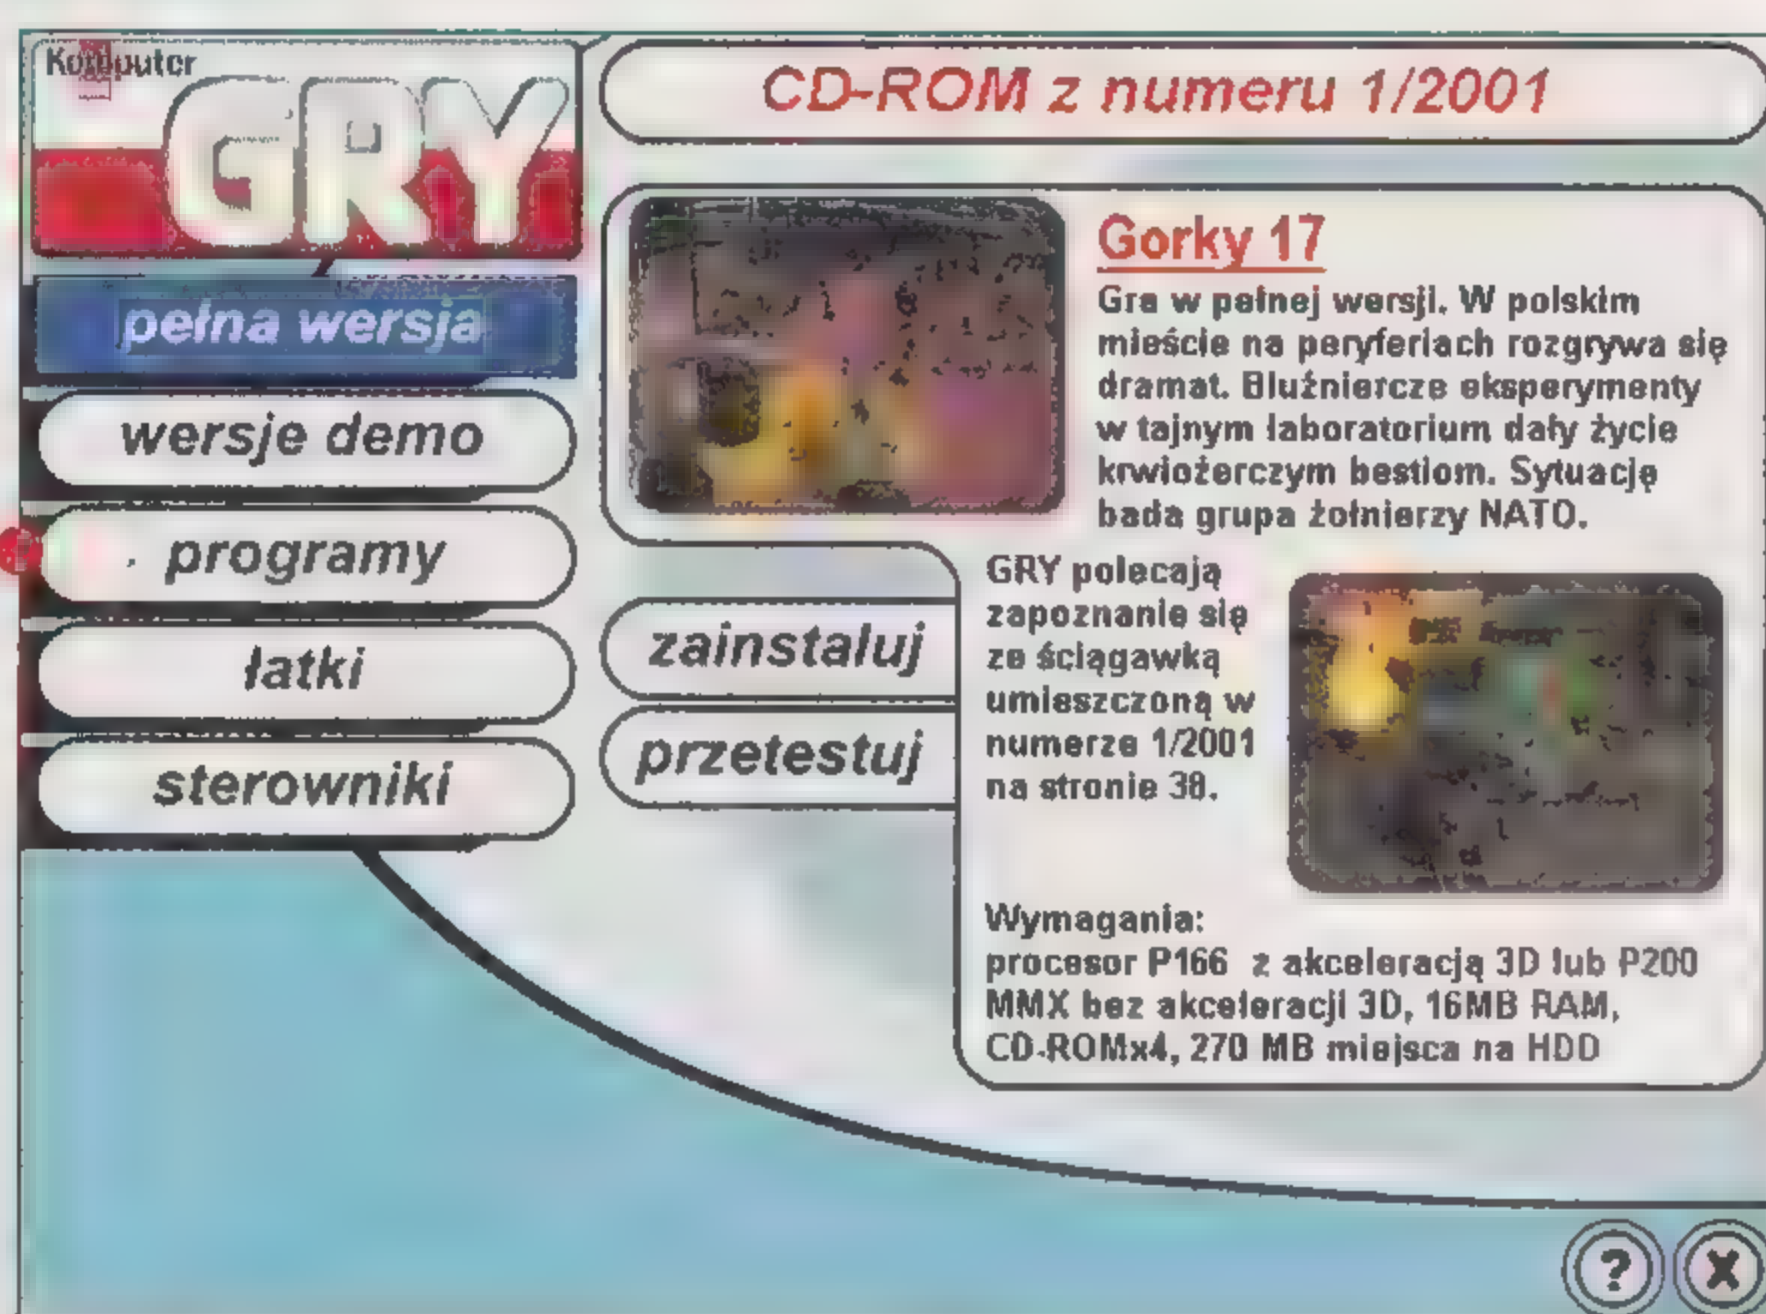 Komputer
GRY
CD-ROM z numeru 1/2001
pełna wersja
wersje demo
programy
łatki
sterowniki
zainstaluj
przetestuj
Gorky 17
Gra w pełnej wersji. W polskim
mieście na peryferiach rozgrywa się
dramat. Bluźniercze eksperymenty
w tajnym laboratorium dały życie
krwiożerczym bestiom. Sytuację
bada grupa żołnierzy NATO.
GRY polecają
zapoznanie się
ze ściągawką
umieszczoną w
numerze 1/2001
na stronie 38.
Wymagania:
procesor P166 z akceleracją 3D lub P200
MMX bez akceleracji 3D, 16MB RAM,
CD-ROMx4, 270 MB miejsca na HDD
? X